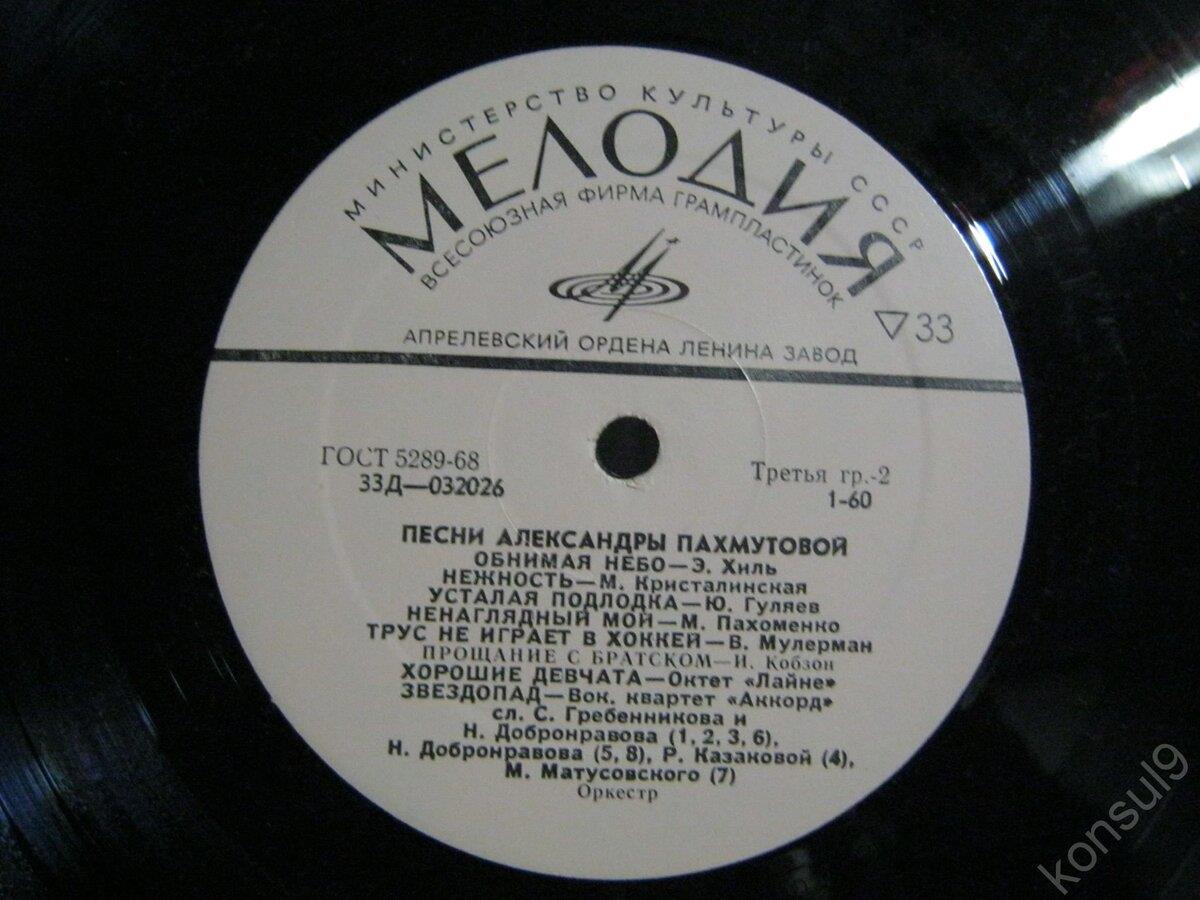 МИНИСТЕРСТВО КУЛЬТУРЫ СССР
МЕЛОДИЯ
ВСЕСОЮЗНАЯ ФИРМА ГРАМПЛАСТИНОК
▽33
АПРЕЛЕВСКИЙ ОРДЕНА ЛЕНИНА ЗАВОД
ГОСТ 5289-68
33Д—032026
Третья гр.-2
1-60
ПЕСНИ АЛЕКСАНДРЫ ПАХМУТОВОЙ
ОБНИМАЯ НЕБО—Э. Хиль
НЕЖНОСТЬ—М. Кристалинская
УСТАЛАЯ ПОДЛОДКА—Ю. Гуляев
НЕНАГЛЯДНЫЙ МОЙ—М. Пахоменко
ТРУС НЕ ИГРАЕТ В ХОККЕЙ—В. Мулерман
ПРОЩАНИЕ С БРАТСКОМ—И. Кобзон
ХОРОШИЕ ДЕВЧАТА—Октет «Лайне»
ЗВЕЗДОПАД—Вок. квартет «Аккорд»
сл. С. Гребенникова и
Н. Добронравова (1, 2, 3, 6),
Н. Добронравова (5, 8), Р. Казаковой (4),
М. Матусовского (7)
Оркестр
konsul9